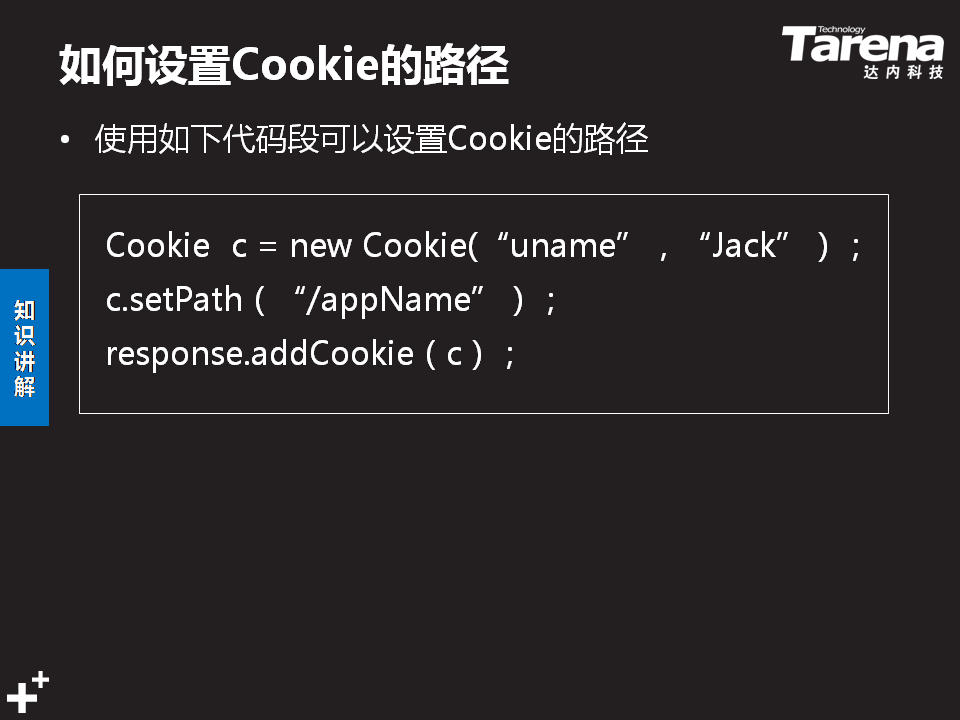 如何设置Cookie的路径
Technology
Tarena
达内科技
• 使用如下代码段可以设置Cookie的路径
Cookie c = new Cookie(“uname”，“Jack”）；
c.setPath（“/appName”）；
response.addCookie（c）；
知识讲解